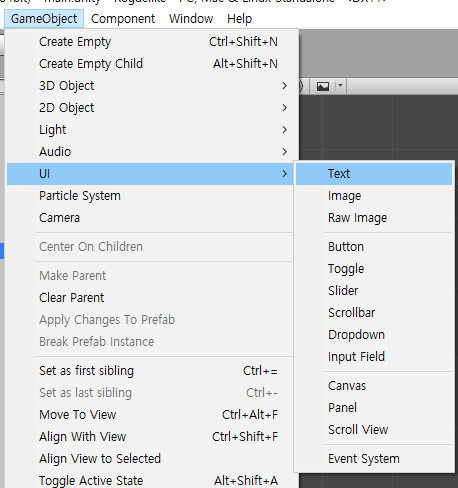 GameObject Component Window Help
Create Empty Ctrl+Shift+N
Create Empty Child Alt+Shift+N
3D Object >
2D Object >
Light >
Audio >
UI >
Particle System
Camera
Center On Children
Make Parent
Clear Parent
Apply Changes To Prefab
Break Prefab Instance
Set as first sibling Ctrl+=
Set as last sibling Ctrl+-
Move To View Ctrl+Alt+F
Align With View Ctrl+Shift+F
Align View to Selected
Toggle Active State Alt+Shift+A
Text
Image
Raw Image
Button
Toggle
Slider
Scrollbar
Dropdown
Input Field
Canvas
Panel
Scroll View
Event System